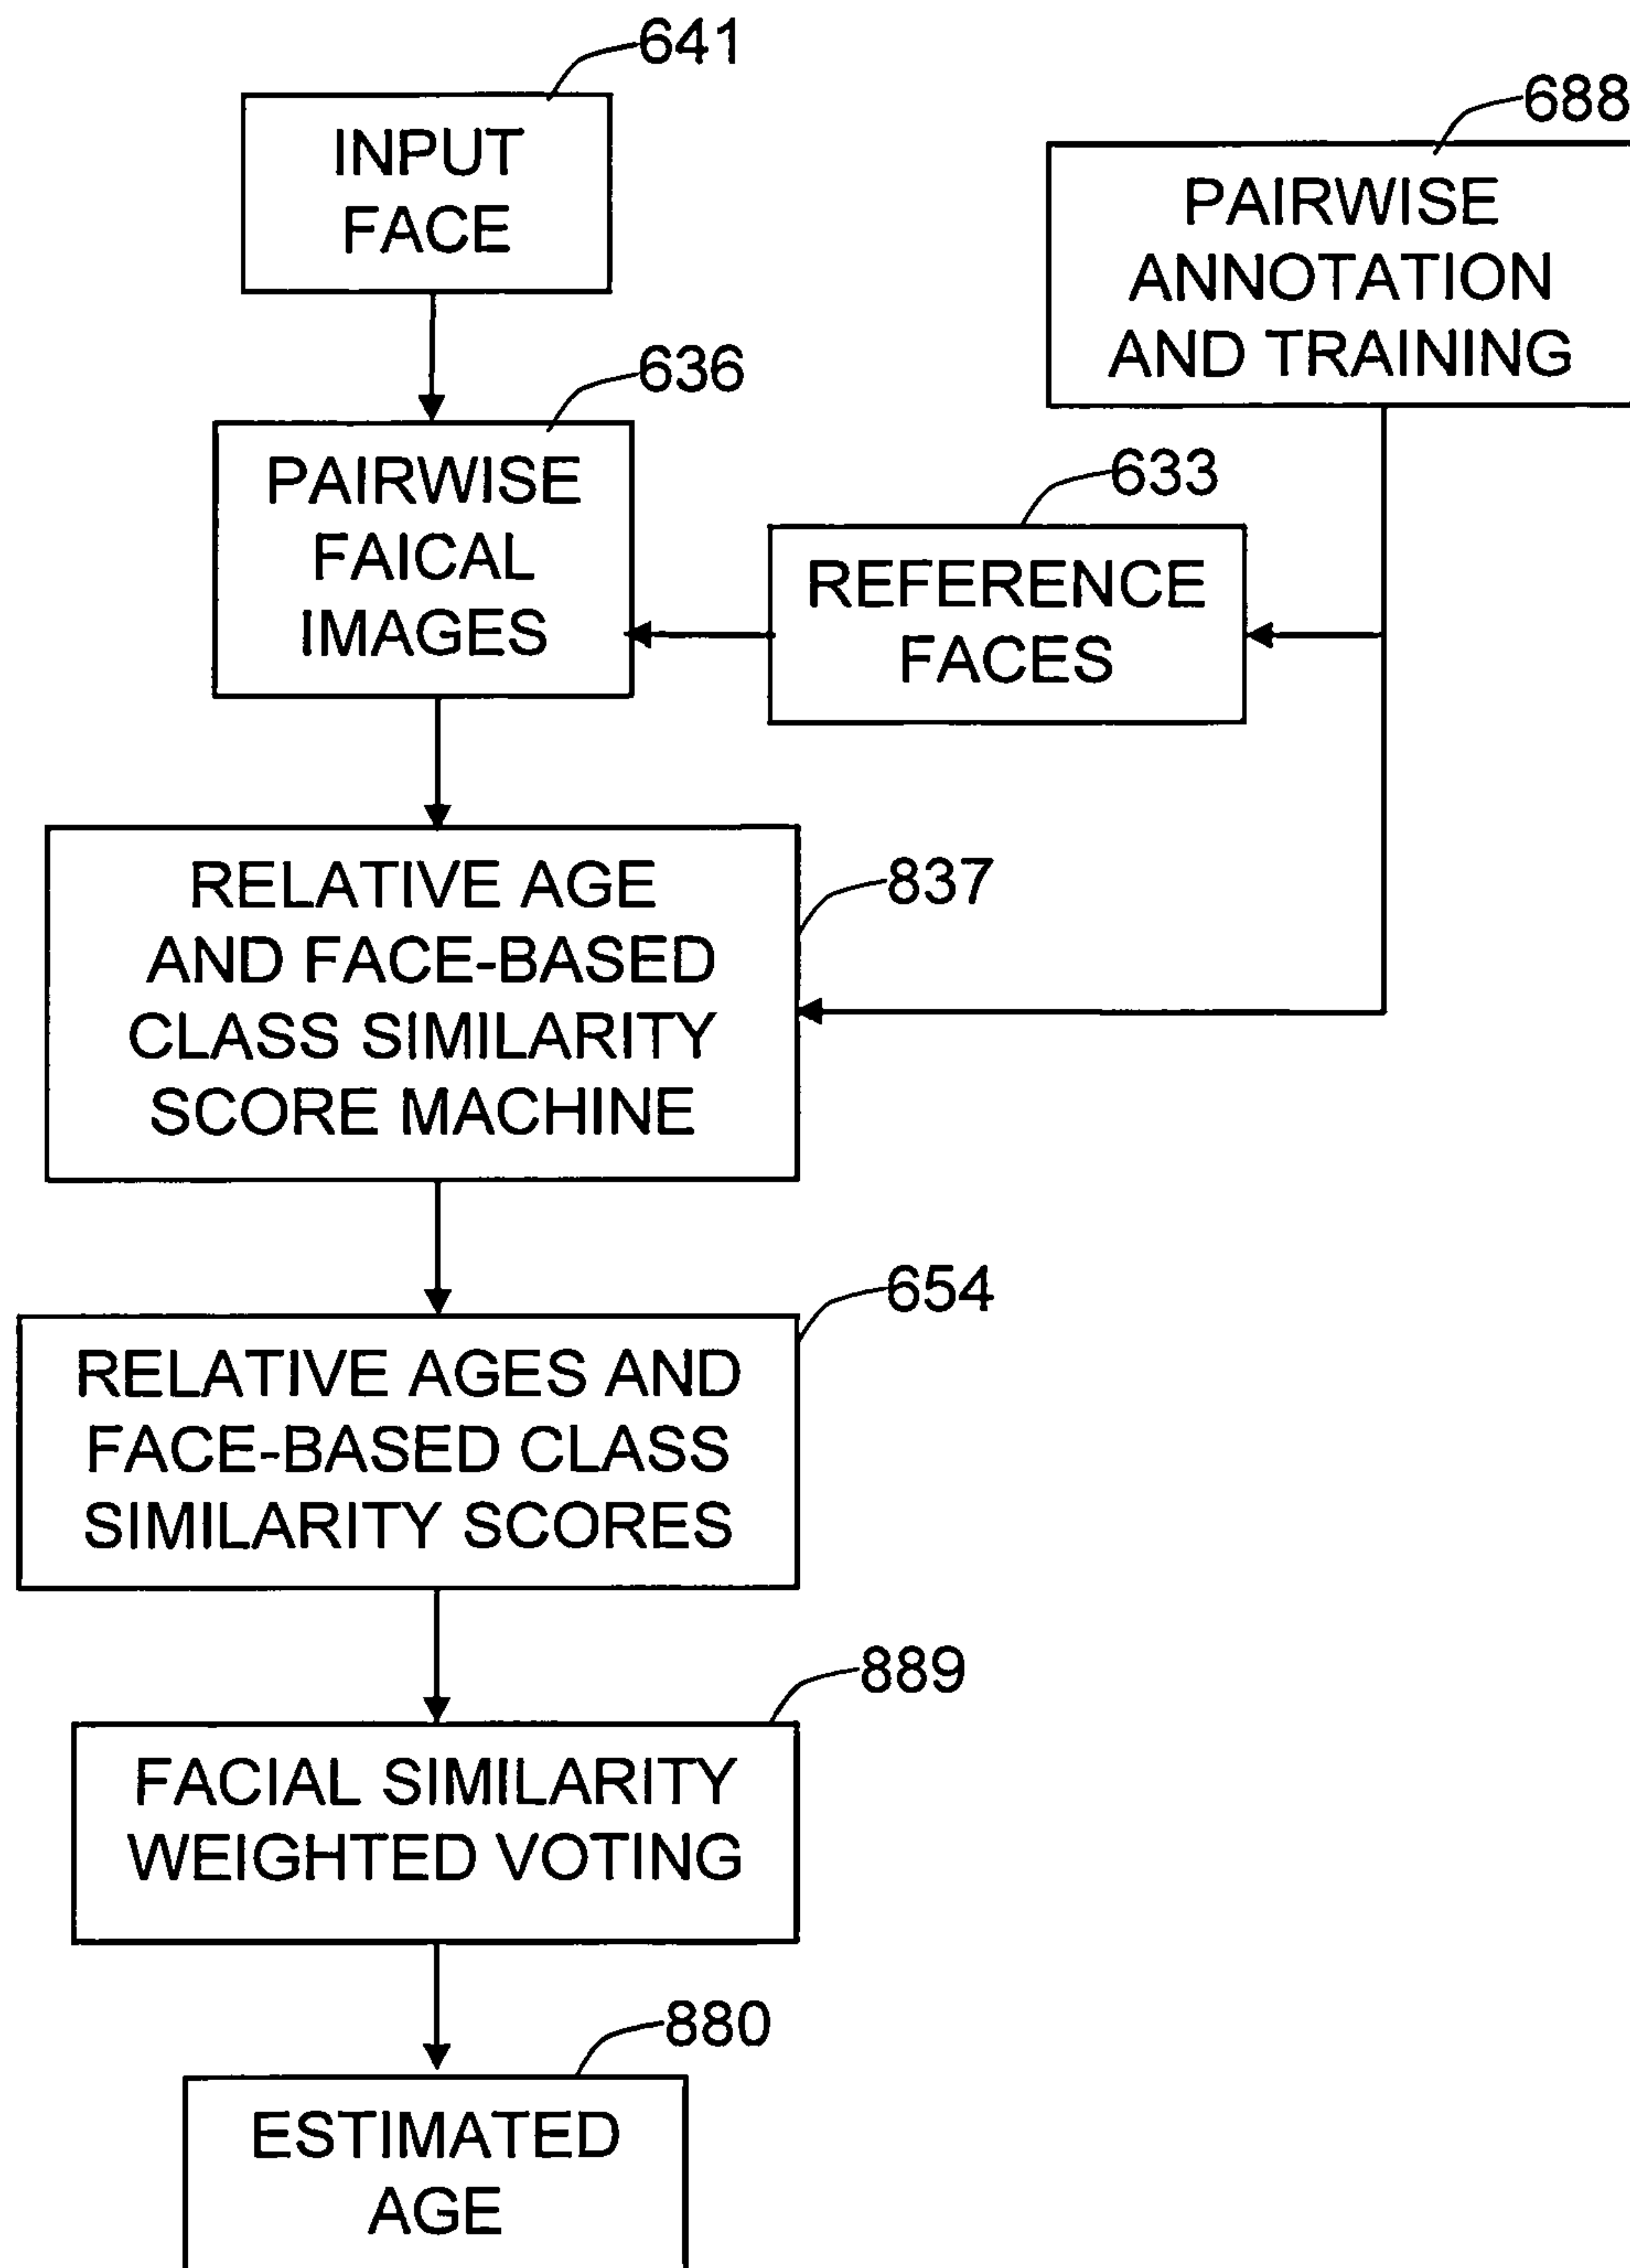 641
INPUT
FACE
688
PAIRWISE
ANNOTATION
AND TRAINING
636
PAIRWISE
FAICAL
IMAGES
633
REFERENCE
FACES
837
RELATIVE AGE
AND FACE-BASED
CLASS SIMILARITY
SCORE MACHINE
654
RELATIVE AGES AND
FACE-BASED CLASS
SIMILARITY SCORES
889
FACIAL SIMILARITY
WEIGHTED VOTING
880
ESTIMATED
AGE